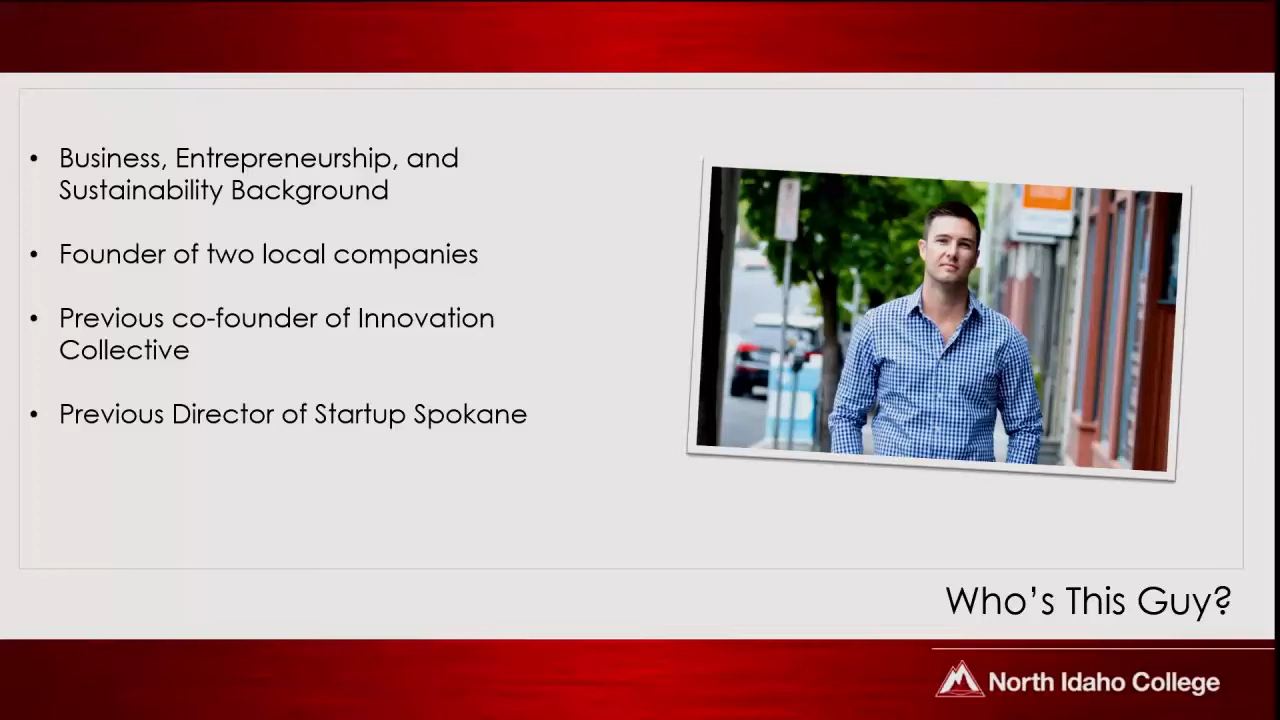 • Business, Entrepreneurship, and
Sustainability Background
• Founder of two local companies
• Previous co-founder of Innovation
Collective
• Previous Director of Startup Spokane
Who's This Guy?
North Idaho College